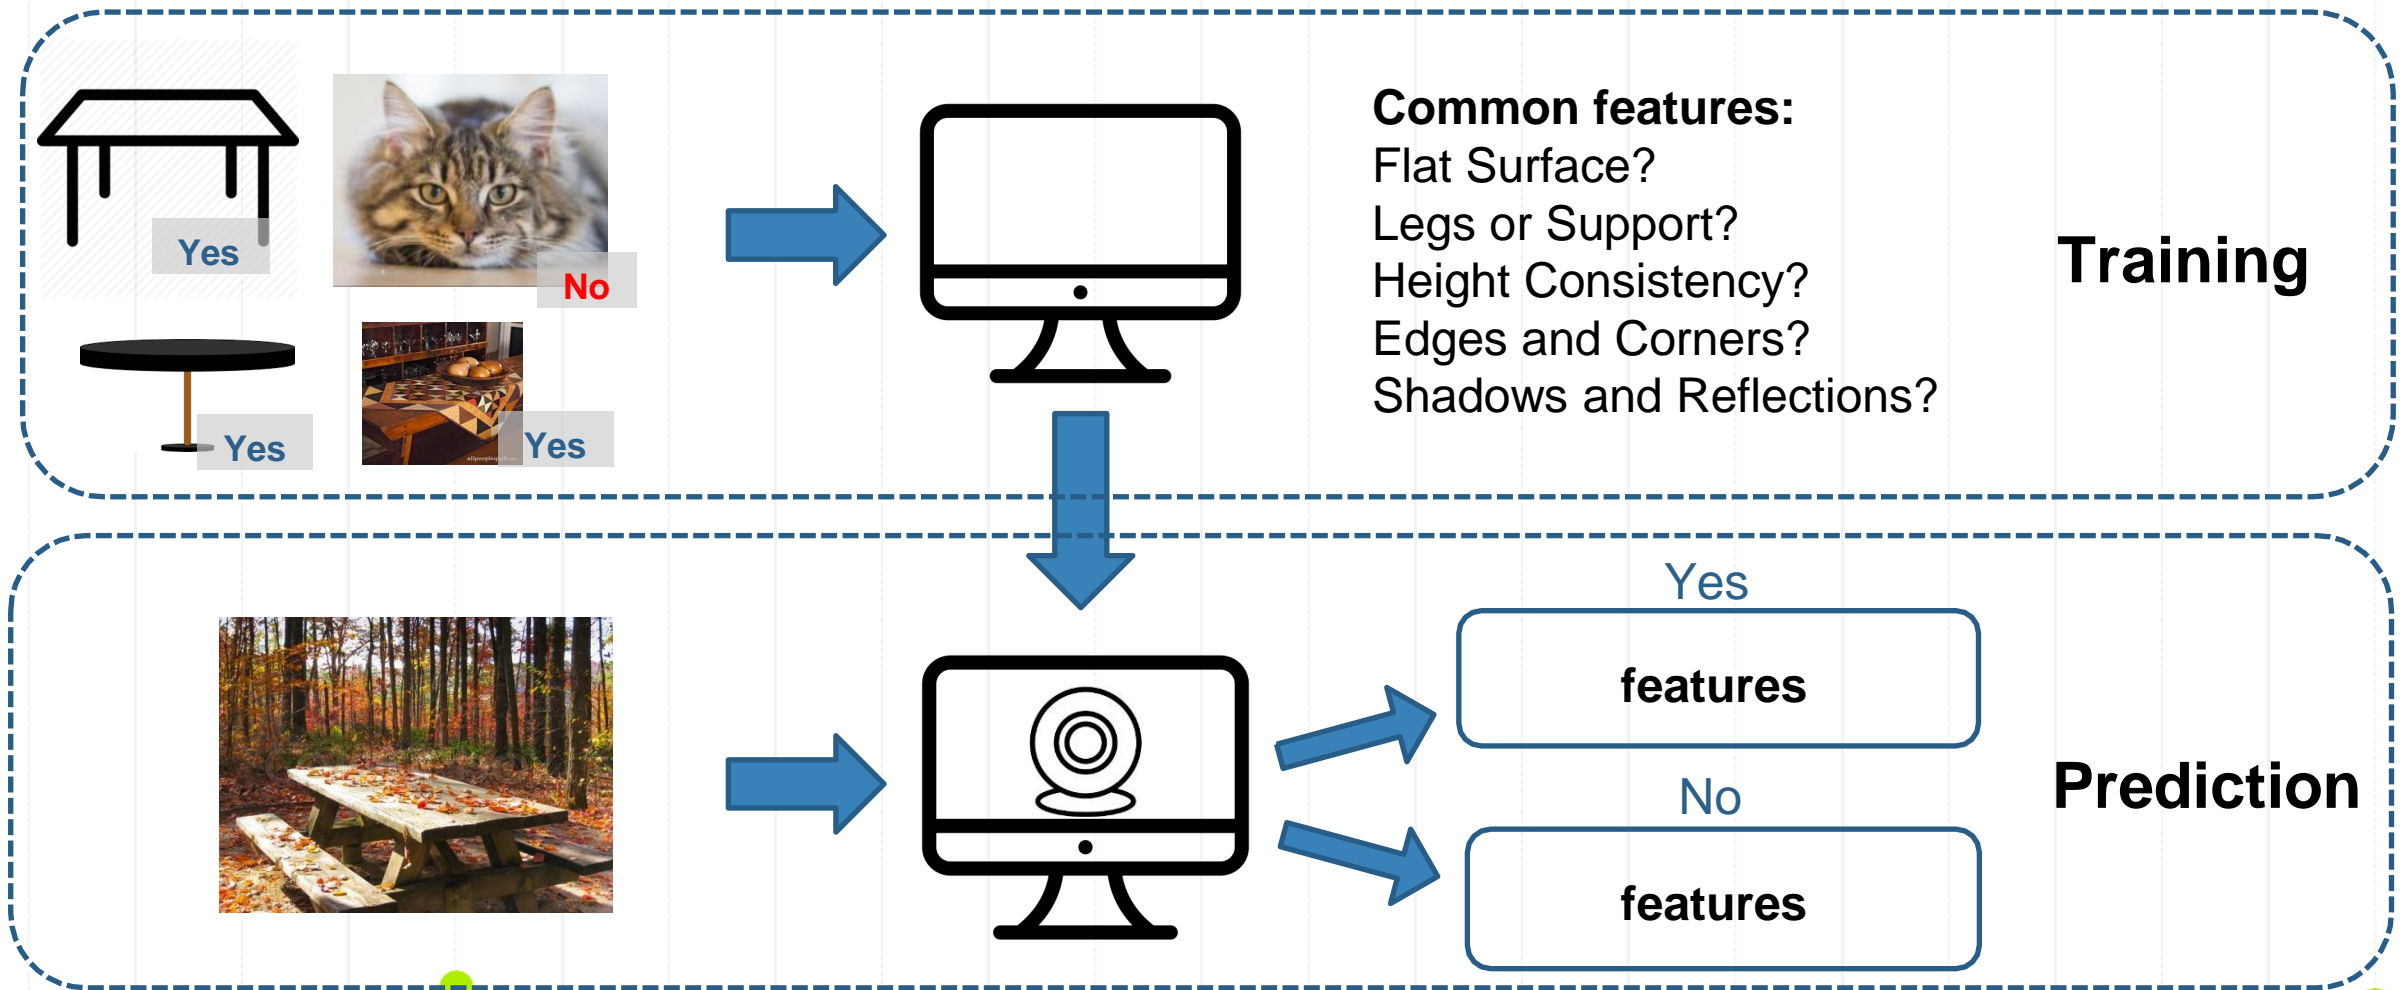 Yes
No
Yes
Yes
Common features:
Flat Surface?
Legs or Support?
Height Consistency?
Edges and Corners?
Shadows and Reflections?
Training
Yes
features
No
features
Prediction